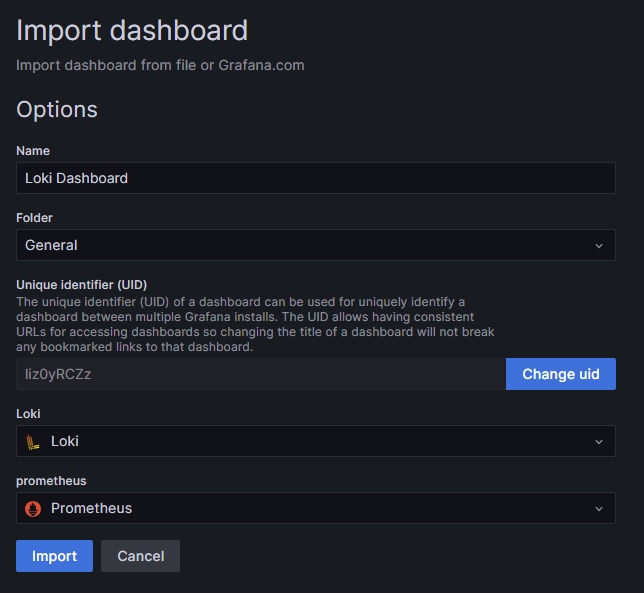 Import dashboard
Import dashboard from file or Grafana.com
Options
Name
Loki Dashboard
Folder
General
Unique identifier (UID)
The unique identifier (UID) of a dashboard can be used for uniquely identify a
dashboard between multiple Grafana installs. The UID allows having consistent
URLs for accessing dashboards so changing the title of a dashboard will not break
any bookmarked links to that dashboard.
liz0yRCZz
Change uid
Loki
Loki
prometheus
Prometheus
Import
Cancel